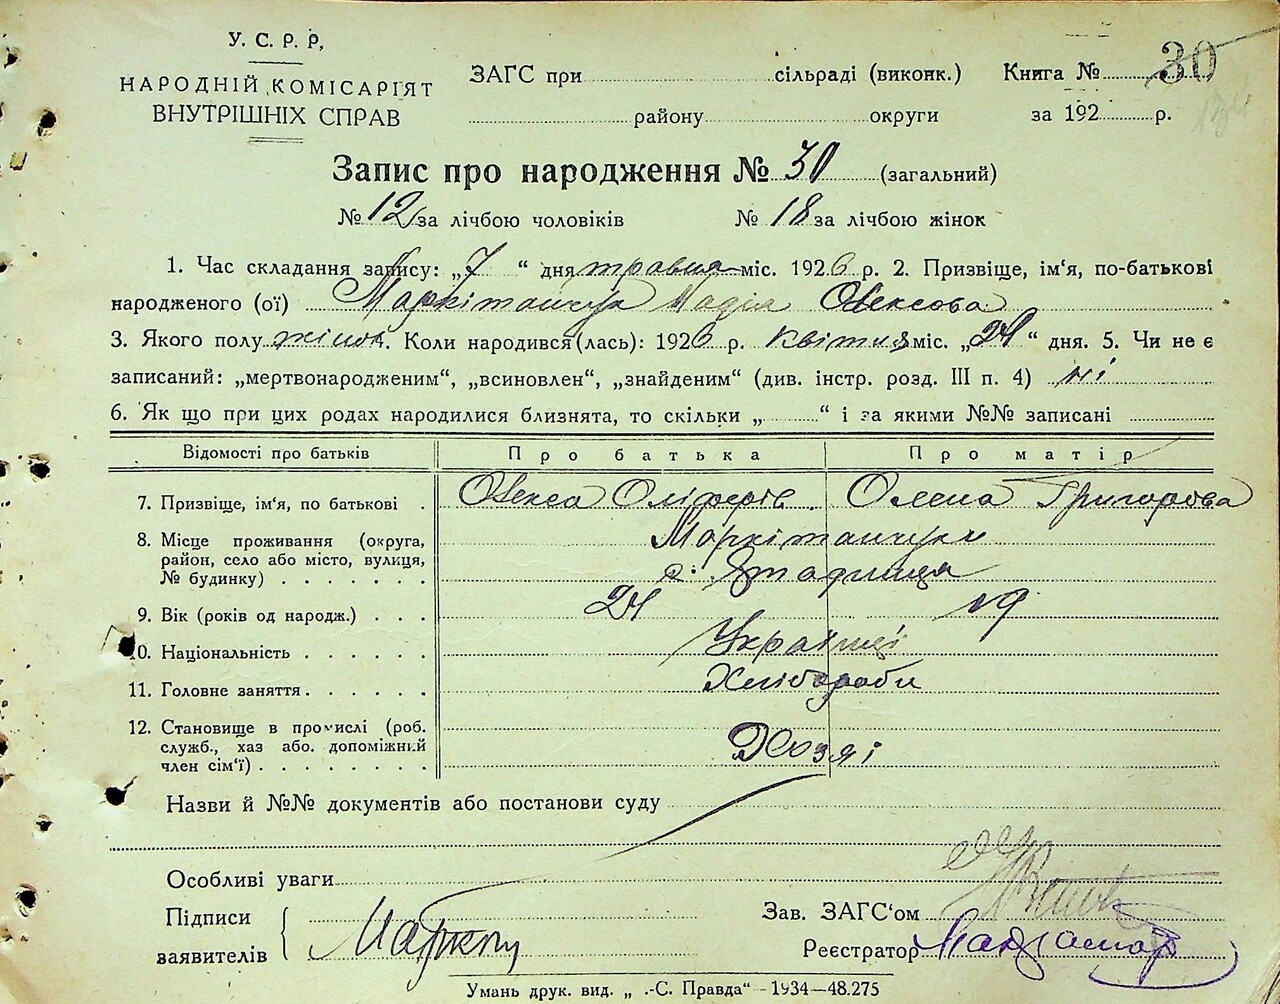 У. С. Р. Р,
НАРОДНІЙ КОМІСАРІЯТ
ВНУТРІШНІХ СПРАВ
ЗАГС при сільраді (виконк.) Книга № 30
району округи за 192 р.
Запис про народження № 30 (загальний)
№ 12 за лічбою чоловіків № 18 за лічбою жінок
1. Час складання запису: „7 “ дня травня міс. 1926 р. 2. Призвіще, ім'я, по-батькові
народженого (ої) Маркітанчук Надія Олексова
3. Якого полу жіноч. Коли народився(лась): 1926 р. квітня міс. „24 “ дня. 5. Чи не є
записаний: „мертвонародженим“, „всиновлен“, „знайденим“ (див. інстр. розд. III п. 4) ні
6. Як що при цих родах народилися близнята, то скільки „ “ і за якими №№ записані
Відомості про батьків Про батька Про матір
7. Призвіще, ім'я, по батькові . Олекса Оліферів. Олена Григорова
Маркітанчуки
8. Місце проживання (округа,
район, село або місто, вулиця,
№ будинку) . . . . . . .
9. Вік (років од народж.) . . . 24 19
10. Національність . . . . . . Українці
11. Головне заняття . . . . . . Хлібороби
12. Становище в промислі (роб.
служб., хаз або. допоміжний
член сім'ї) . . . . . . . . Хозяї
Назви й №№ документів або постанови суду
Особливі уваги
Підписи
заявителів
Зав. ЗАГС'ом
Реєстратор
Умань друк. вид. „ .-С. Правда“ - 1934—48.275